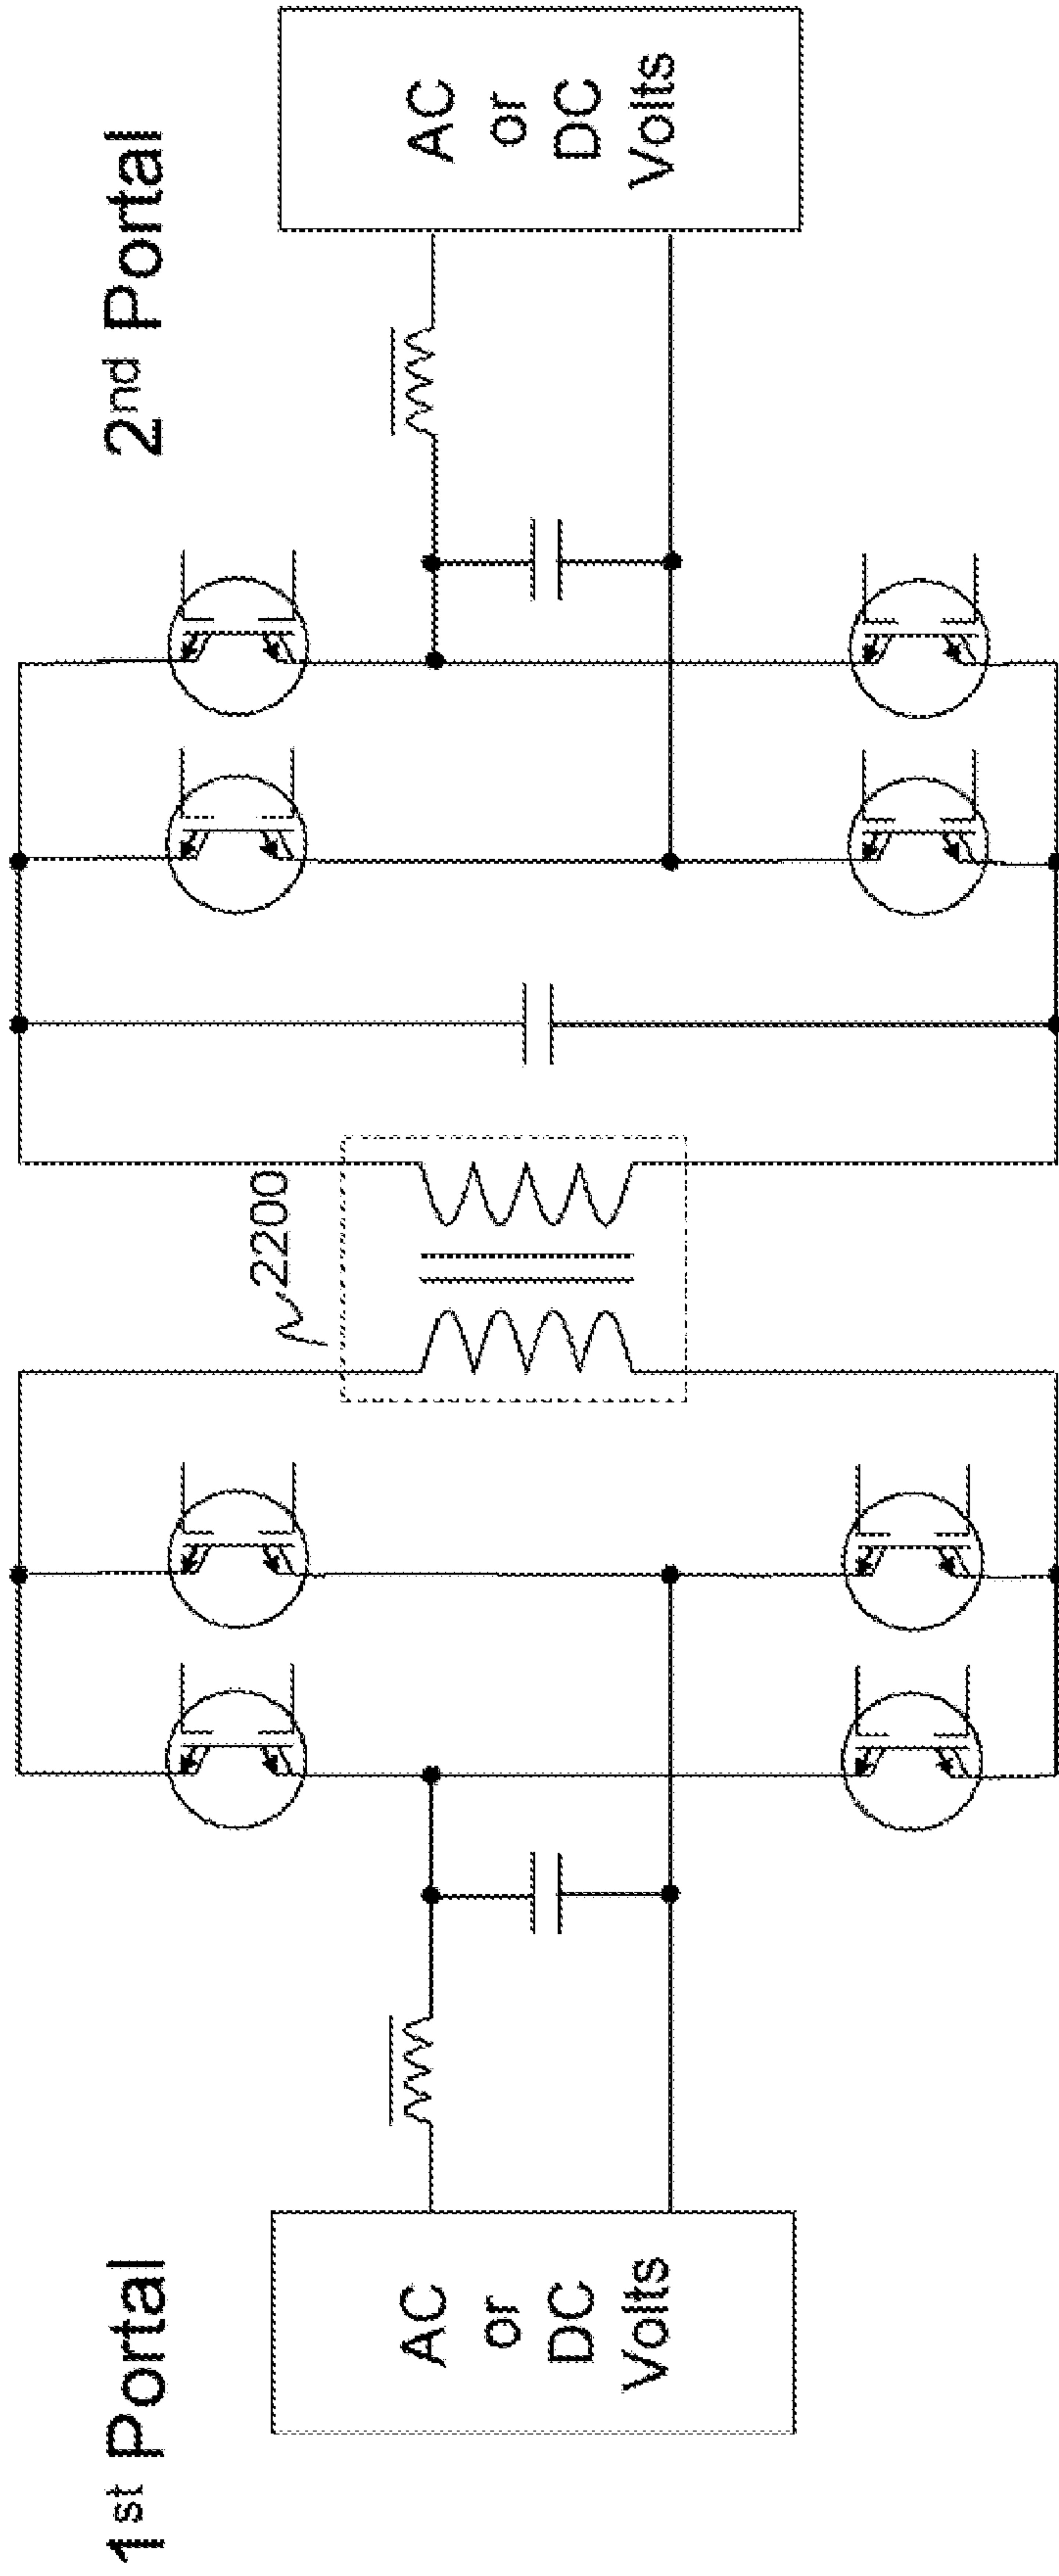 1st Portal
AC
or
DC
Volts
2200
2nd Portal
AC
or
DC
Volts